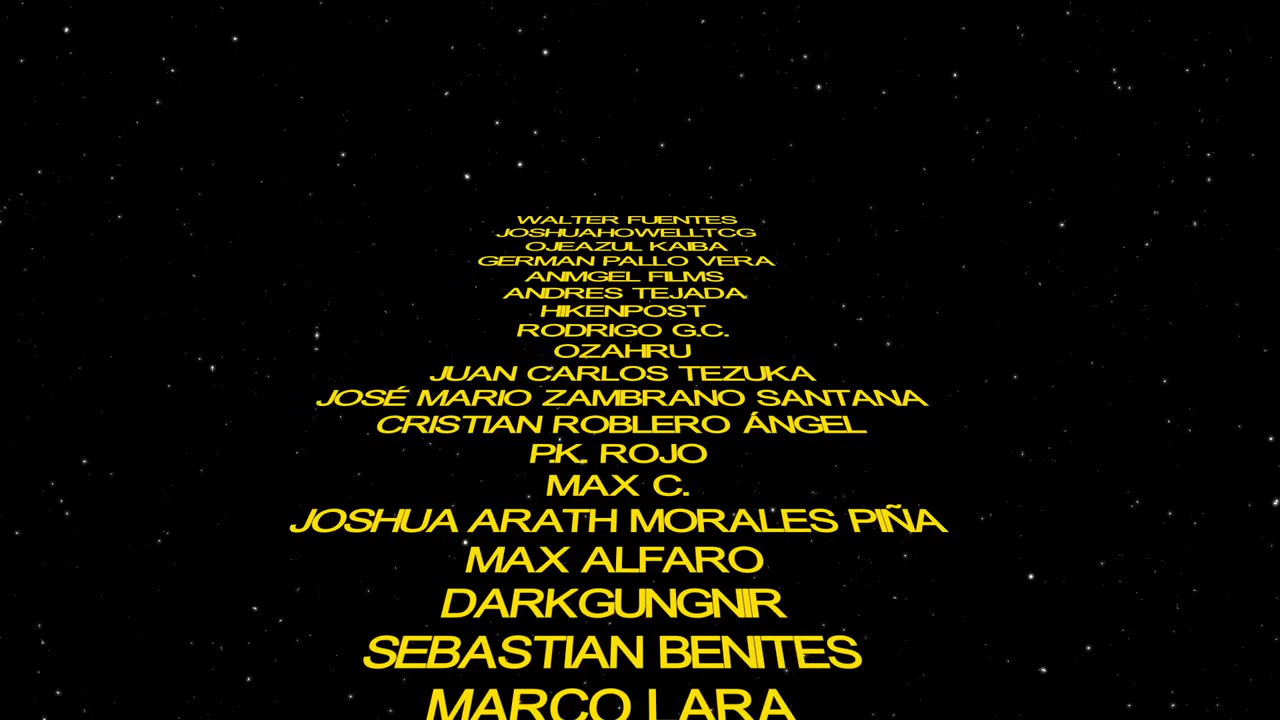 WALTER FUENTES
JOSHUAHOWELLTCG
OJEAZUL KAIBA
GERMAN PALLO VERA
ANIMGEL FILMS
ANDRES TEJADA
HIKENPOST
RODRIGO G.C.
OZAHRU
JUAN CARLOS TEZUKA
JOSÉ MARIO ZAMBRANO SANTANA
CRISTIAN ROBLERO ÁNGEL
P.K. ROJO
MAX C.
JOSHUA ARATH MORALES PIÑA
MAX ALFARO
DARKGUNGNIR
SEBASTIAN BENITES
MARCO LARA